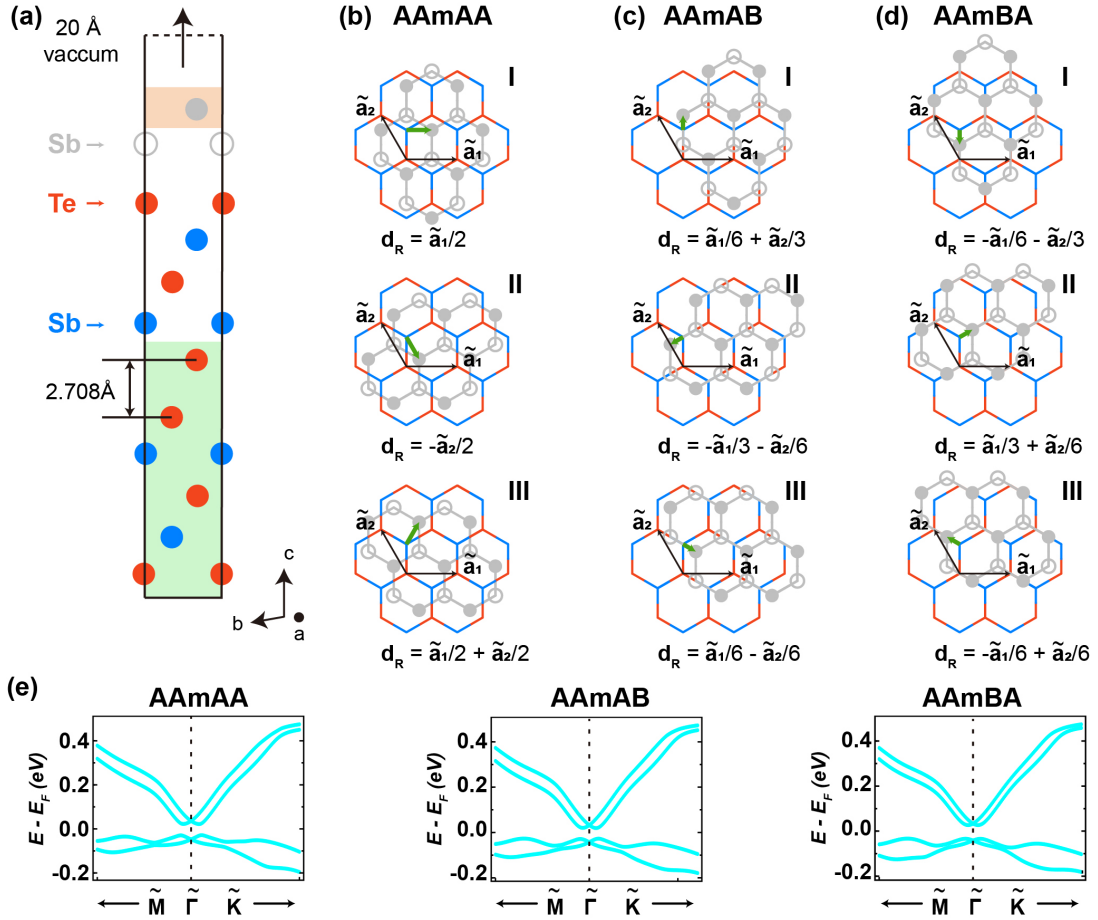 (a)
20 Å
vaccum
Sb
Te
Sb
2.708Å
c
b
a
(b) AAmAA
I
ã₂
ã₁
d_R = ã₁/2
II
ã₂
ã₁
d_R = -ã₂/2
III
ã₂
ã₁
d_R = ã₁/2 + ã₂/2
(c) AAmAB
I
ã₂
ã₁
d_R = ã₁/6 + ã₂/3
II
ã₂
ã₁
d_R = -ã₁/3 - ã₂/6
III
ã₂
ã₁
d_R = ã₁/6 - ã₂/6
(d) AAmBA
I
ã₂
ã₁
d_R = -ã₁/6 - ã₂/3
II
ã₂
ã₁
d_R = ã₁/3 + ã₂/6
III
ã₂
ã₁
d_R = -ã₁/6 + ã₂/6
(e)
AAmAA
E - E_F (eV)
0.4
0.2
0.0
-0.2
M̃ Γ̃ K̃
AAmAB
E - E_F (eV)
0.4
0.2
0.0
-0.2
M̃ Γ̃ K̃
AAmBA
E - E_F (eV)
0.4
0.2
0.0
-0.2
M̃ Γ̃ K̃